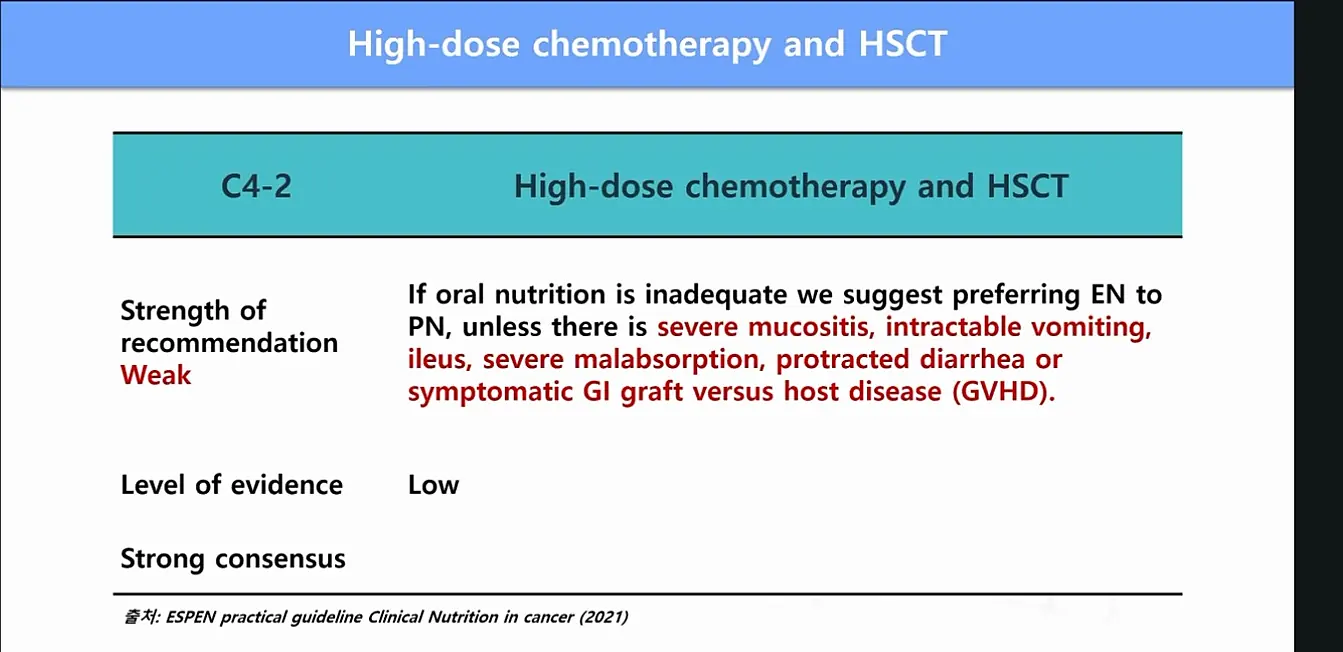 High-dose chemotherapy and HSCT
C4-2
High-dose chemotherapy and HSCT
Strength of
recommendation
Weak
If oral nutrition is inadequate we suggest preferring EN to
PN, unless there is severe mucositis, intractable vomiting,
ileus, severe malabsorption, protracted diarrhea or
symptomatic GI graft versus host disease (GVHD).
Level of evidence
Low
Strong consensus
출처: ESPEN practical guideline Clinical Nutrition in cancer (2021)